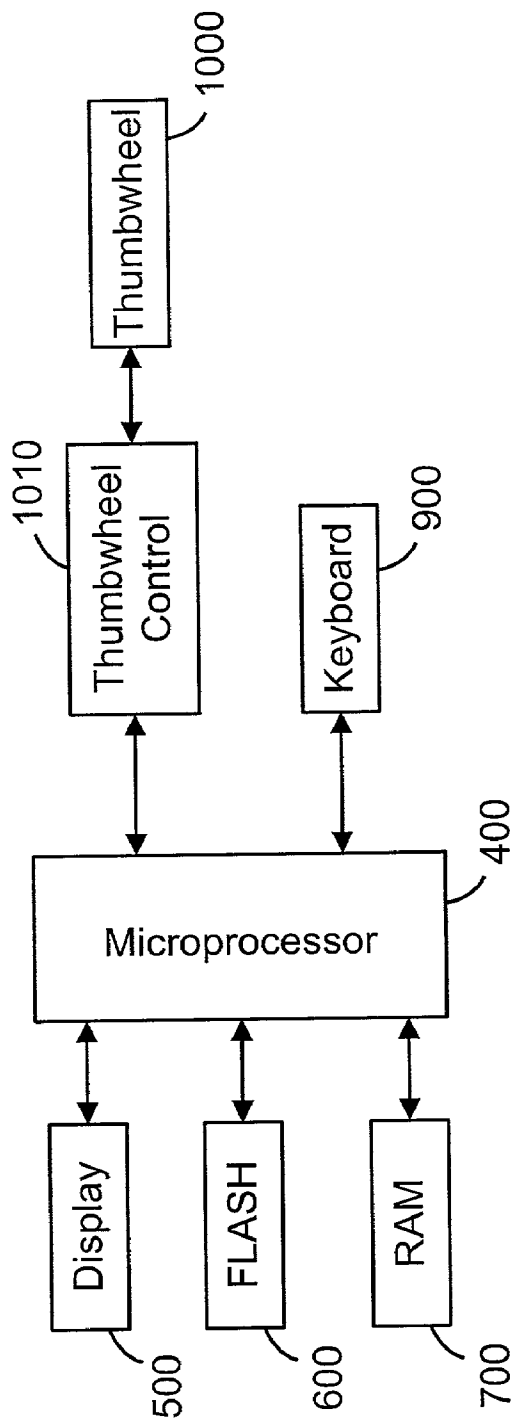 Display
500
FLASH
600
RAM
700
Microprocessor
400
Thumbwheel
Control
1010
Keyboard
900
Thumbwheel
1000